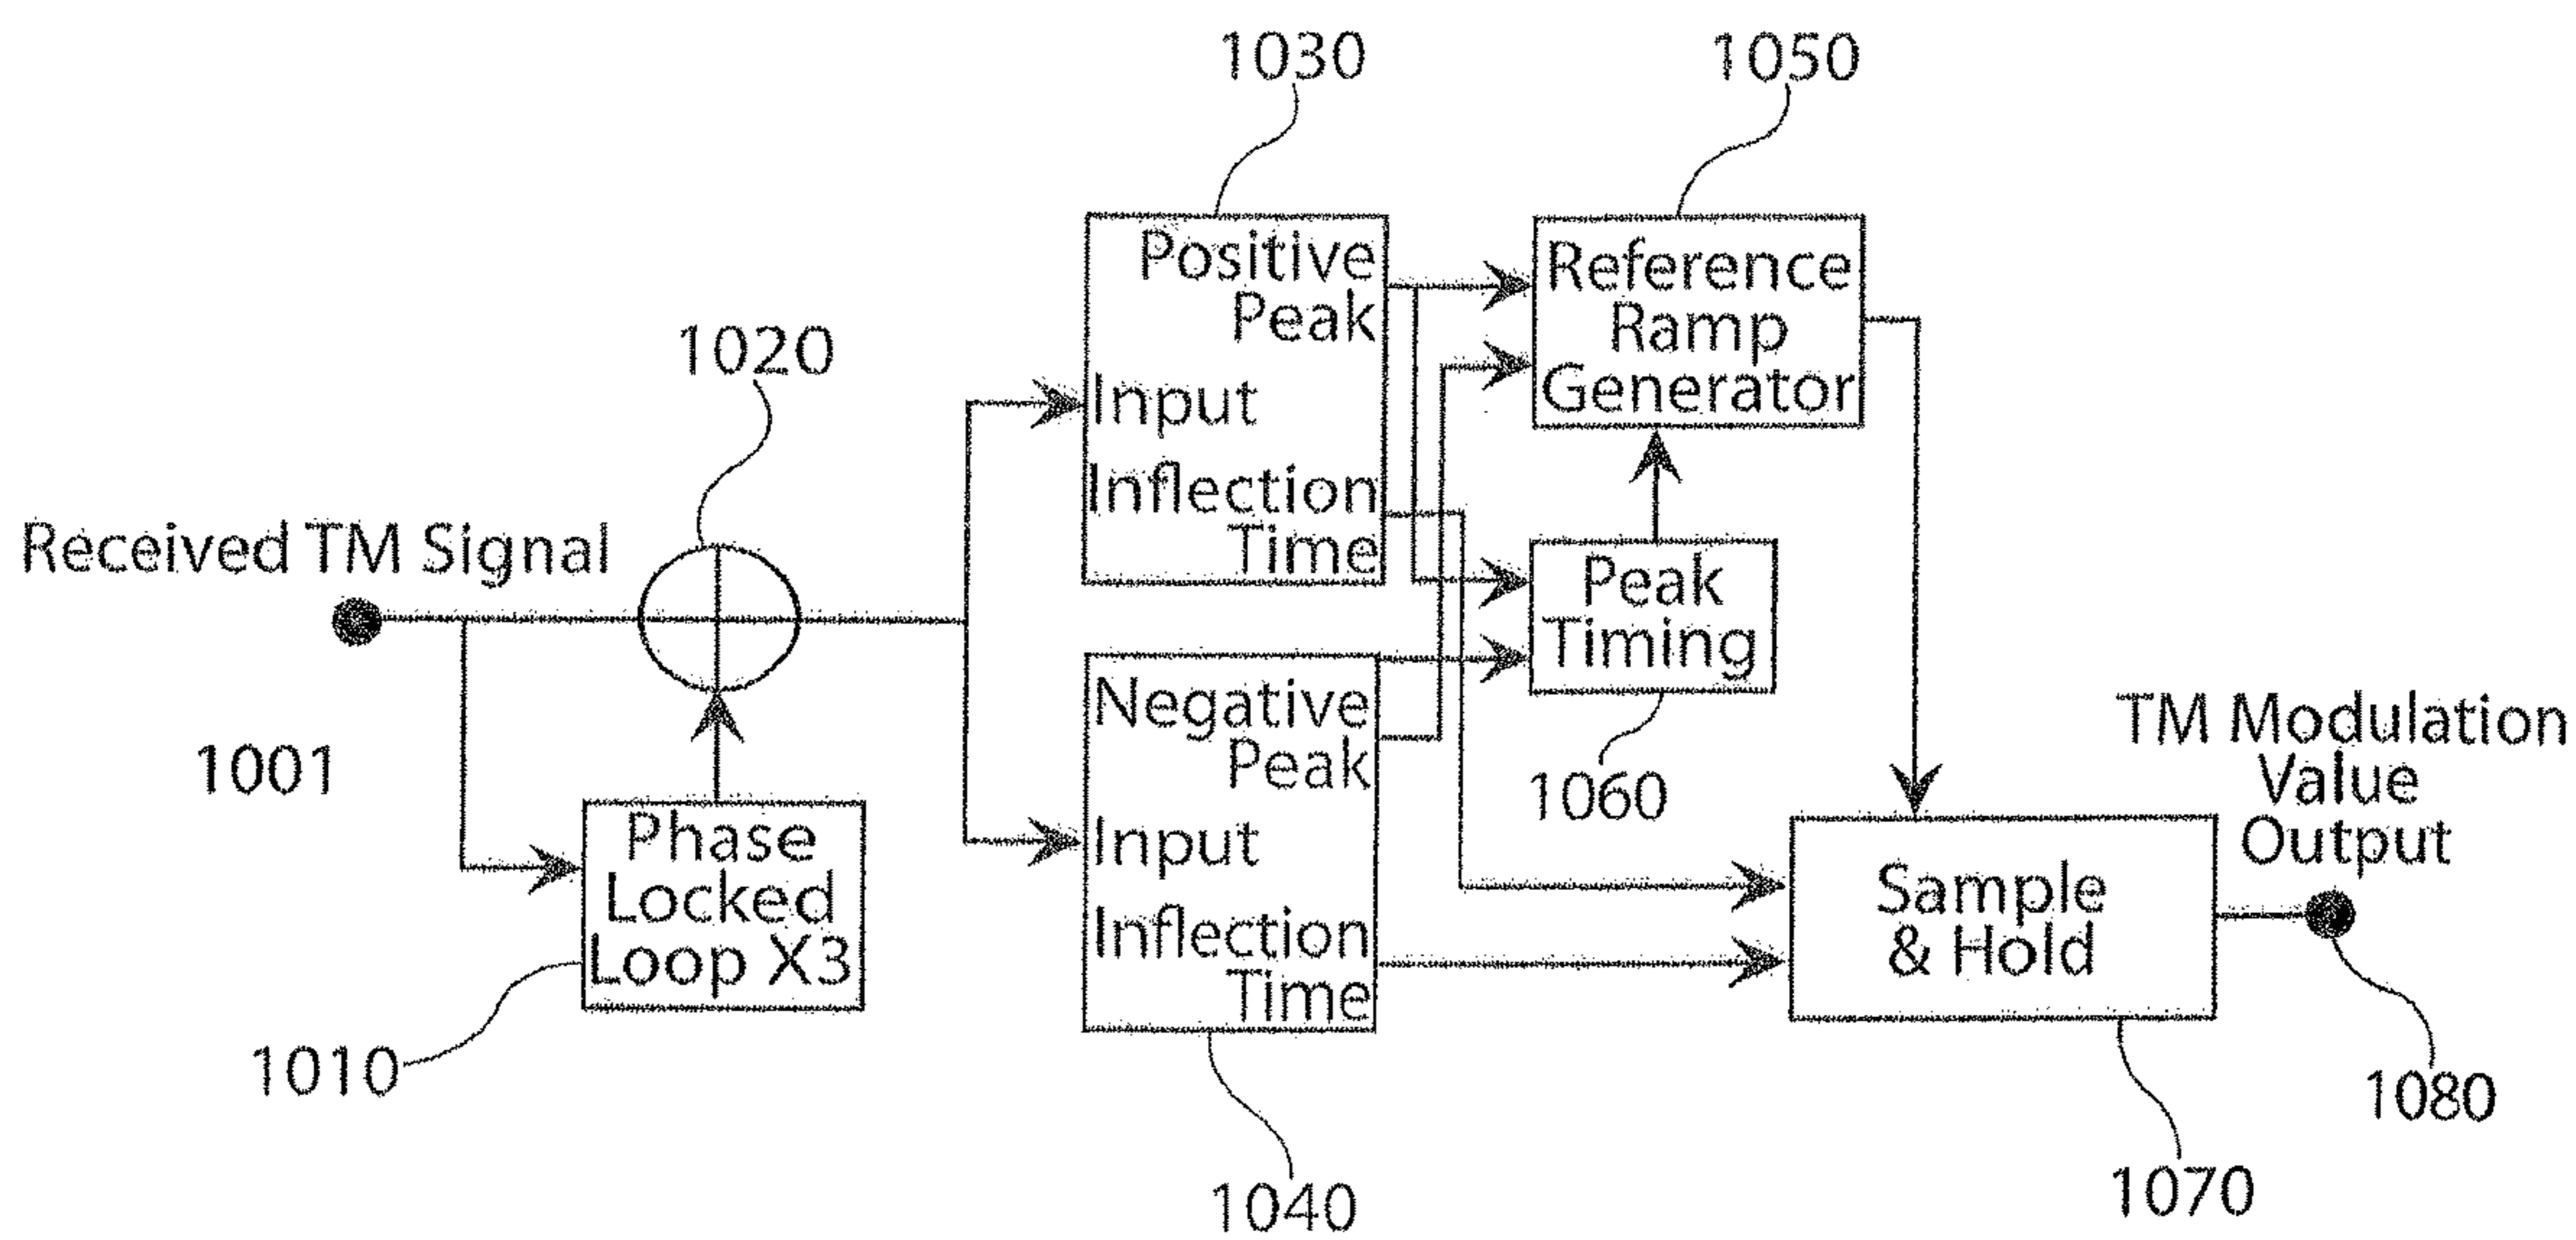 1030
1050
1020
Positive
Peak
Input
Inflection
Time
Reference
Ramp
Generator
Received TM Signal
1001
Phase
Locked
Loop X3
1010
Peak
Timing
1060
Negative
Peak
Input
Inflection
Time
1040
TM Modulation
Value
Output
Sample
& Hold
1080
1070